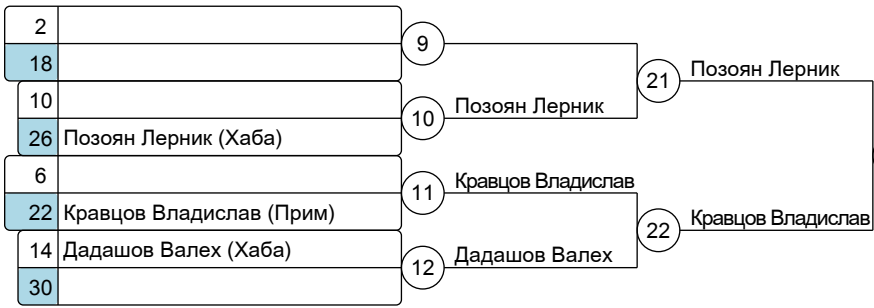 2
18
9
10
26 Позоян Лерник (Хаба)
10
Позоян Лерник
21
Позоян Лерник
6
22 Кравцов Владислав (Прим)
11
Кравцов Владислав
14 Дадашов Валех (Хаба)
30
12
Дадашов Валех
22
Кравцов Владислав